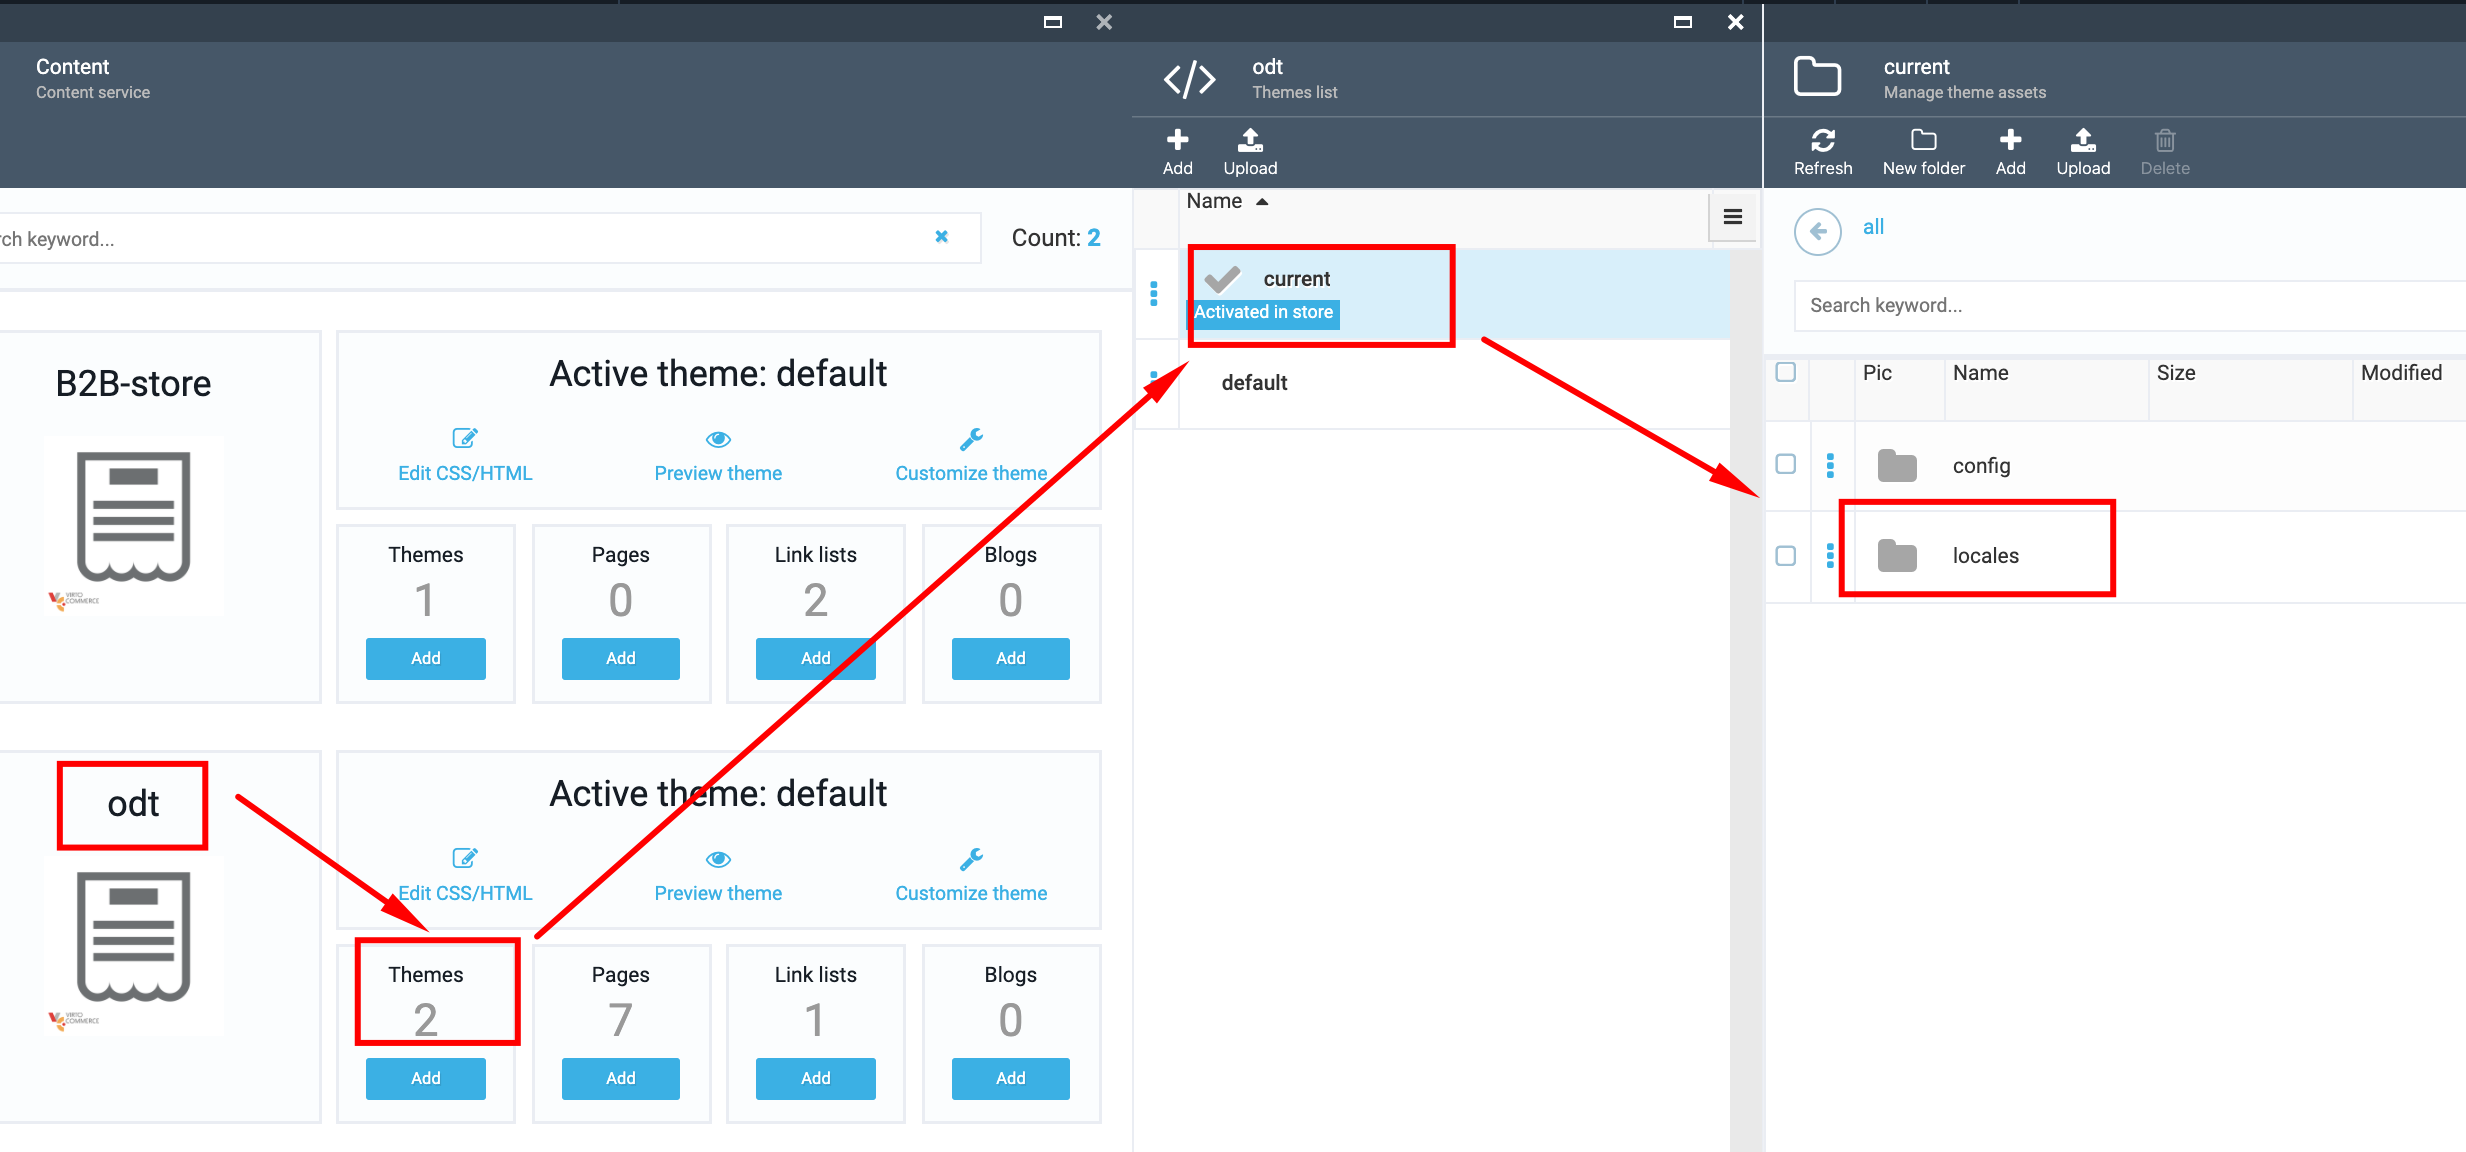 Content
Content service
rch keyword...
Count: 2
B2B-store
VIRTO
COMMERCE
Active theme: default
Edit CSS/HTML
Preview theme
Customize theme
Themes
1
Add
Pages
0
Add
Link lists
2
Add
Blogs
0
Add
odt
VIRTO
COMMERCE
Active theme: default
Edit CSS/HTML
Preview theme
Customize theme
Themes
2
Add
Pages
7
Add
Link lists
1
Add
Blogs
0
Add
odt
Themes list
Add
Upload
Name
current
Activated in store
default
current
Manage theme assets
Refresh
New folder
Add
Upload
Delete
all
Search keyword...
Pic
Name
Size
Modified
config
locales